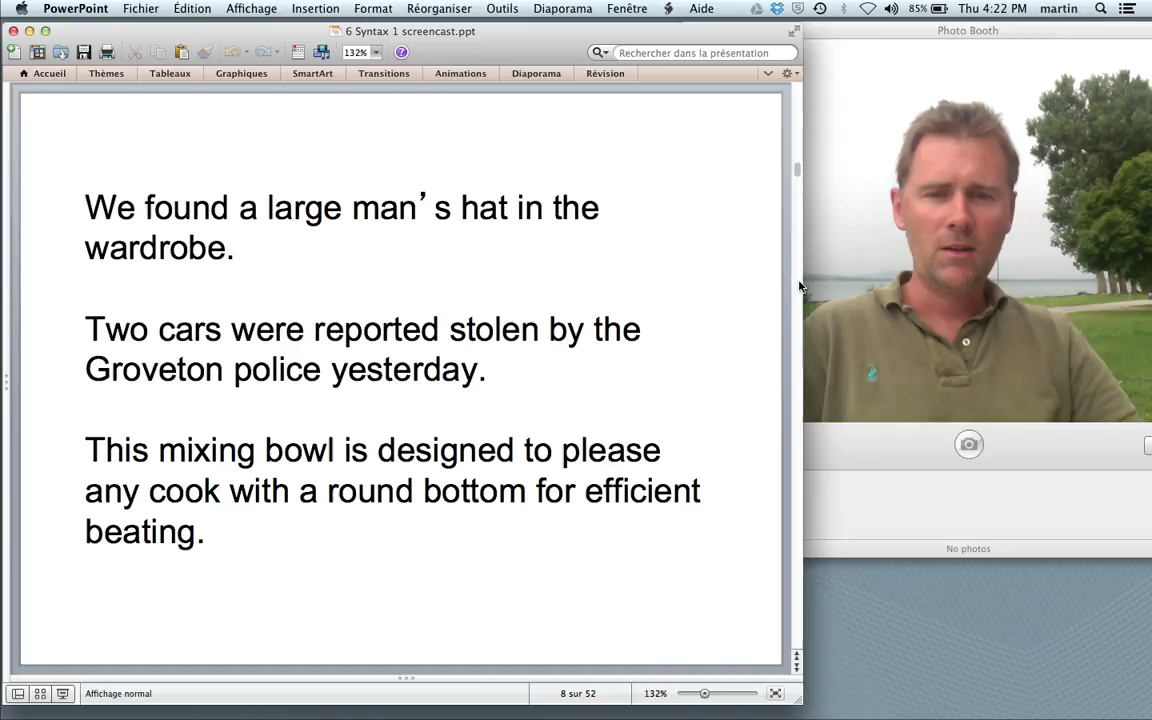 PowerPoint Fichier Édition Affichage Insertion Format Réorganiser Outils Diaporama Fenêtre Aide 85% Thu 4:22 PM martin
6 Syntax 1 screencast.ppt
Photo Booth
132% Rechercher dans la présentation
Accueil Thèmes Tableaux Graphiques SmartArt Transitions Animations Diaporama Révision
We found a large man’s hat in the
wardrobe.
Two cars were reported stolen by the
Groveton police yesterday.
This mixing bowl is designed to please
any cook with a round bottom for efficient
beating.
No photos
Affichage normal 8 sur 52 132%